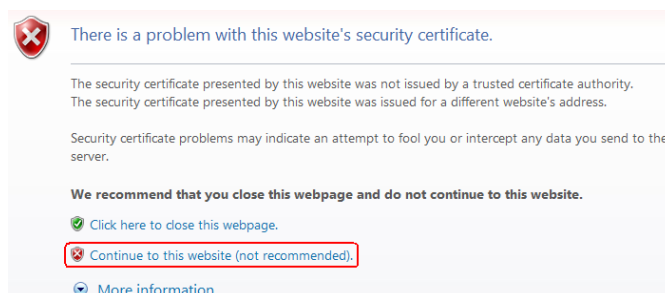 There is a problem with this website's security certificate.
The security certificate presented by this website was not issued by a trusted certificate authority.
The security certificate presented by this website was issued for a different website's address.
Security certificate problems may indicate an attempt to fool you or intercept any data you send to the
server.
We recommend that you close this webpage and do not continue to this website.
Click here to close this webpage.
Continue to this website (not recommended).
More information